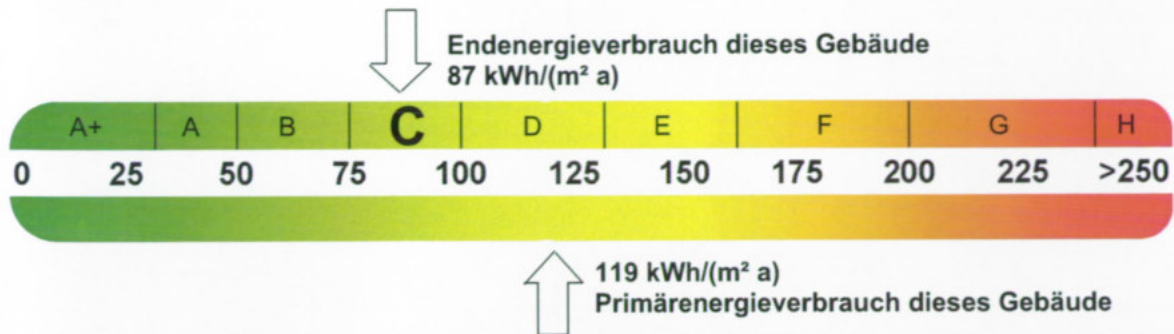 Endenergieverbrauch dieses Gebäude
87 kWh/(m² a)
A+ A B C D E F G H
0 25 50 75 100 125 150 175 200 225 >250
119 kWh/(m² a)
Primärenergieverbrauch dieses Gebäude